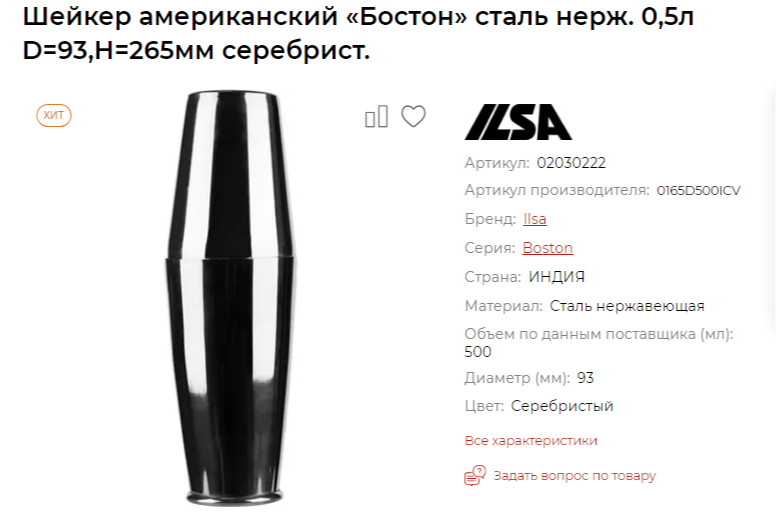 Шейкер американский «Бостон» сталь нерж. 0,5л
D=93,H=265мм серебрист.
ХИТ
ILSA
Артикул: 02030222
Артикул производителя: 0165D500ICV
Бренд: Ilsa
Серия: Boston
Страна: ИНДИЯ
Материал: Сталь нержавеющая
Объем по данным поставщика (мл):
500
Диаметр (мм): 93
Цвет: Серебристый
Все характеристики
Задать вопрос по товару